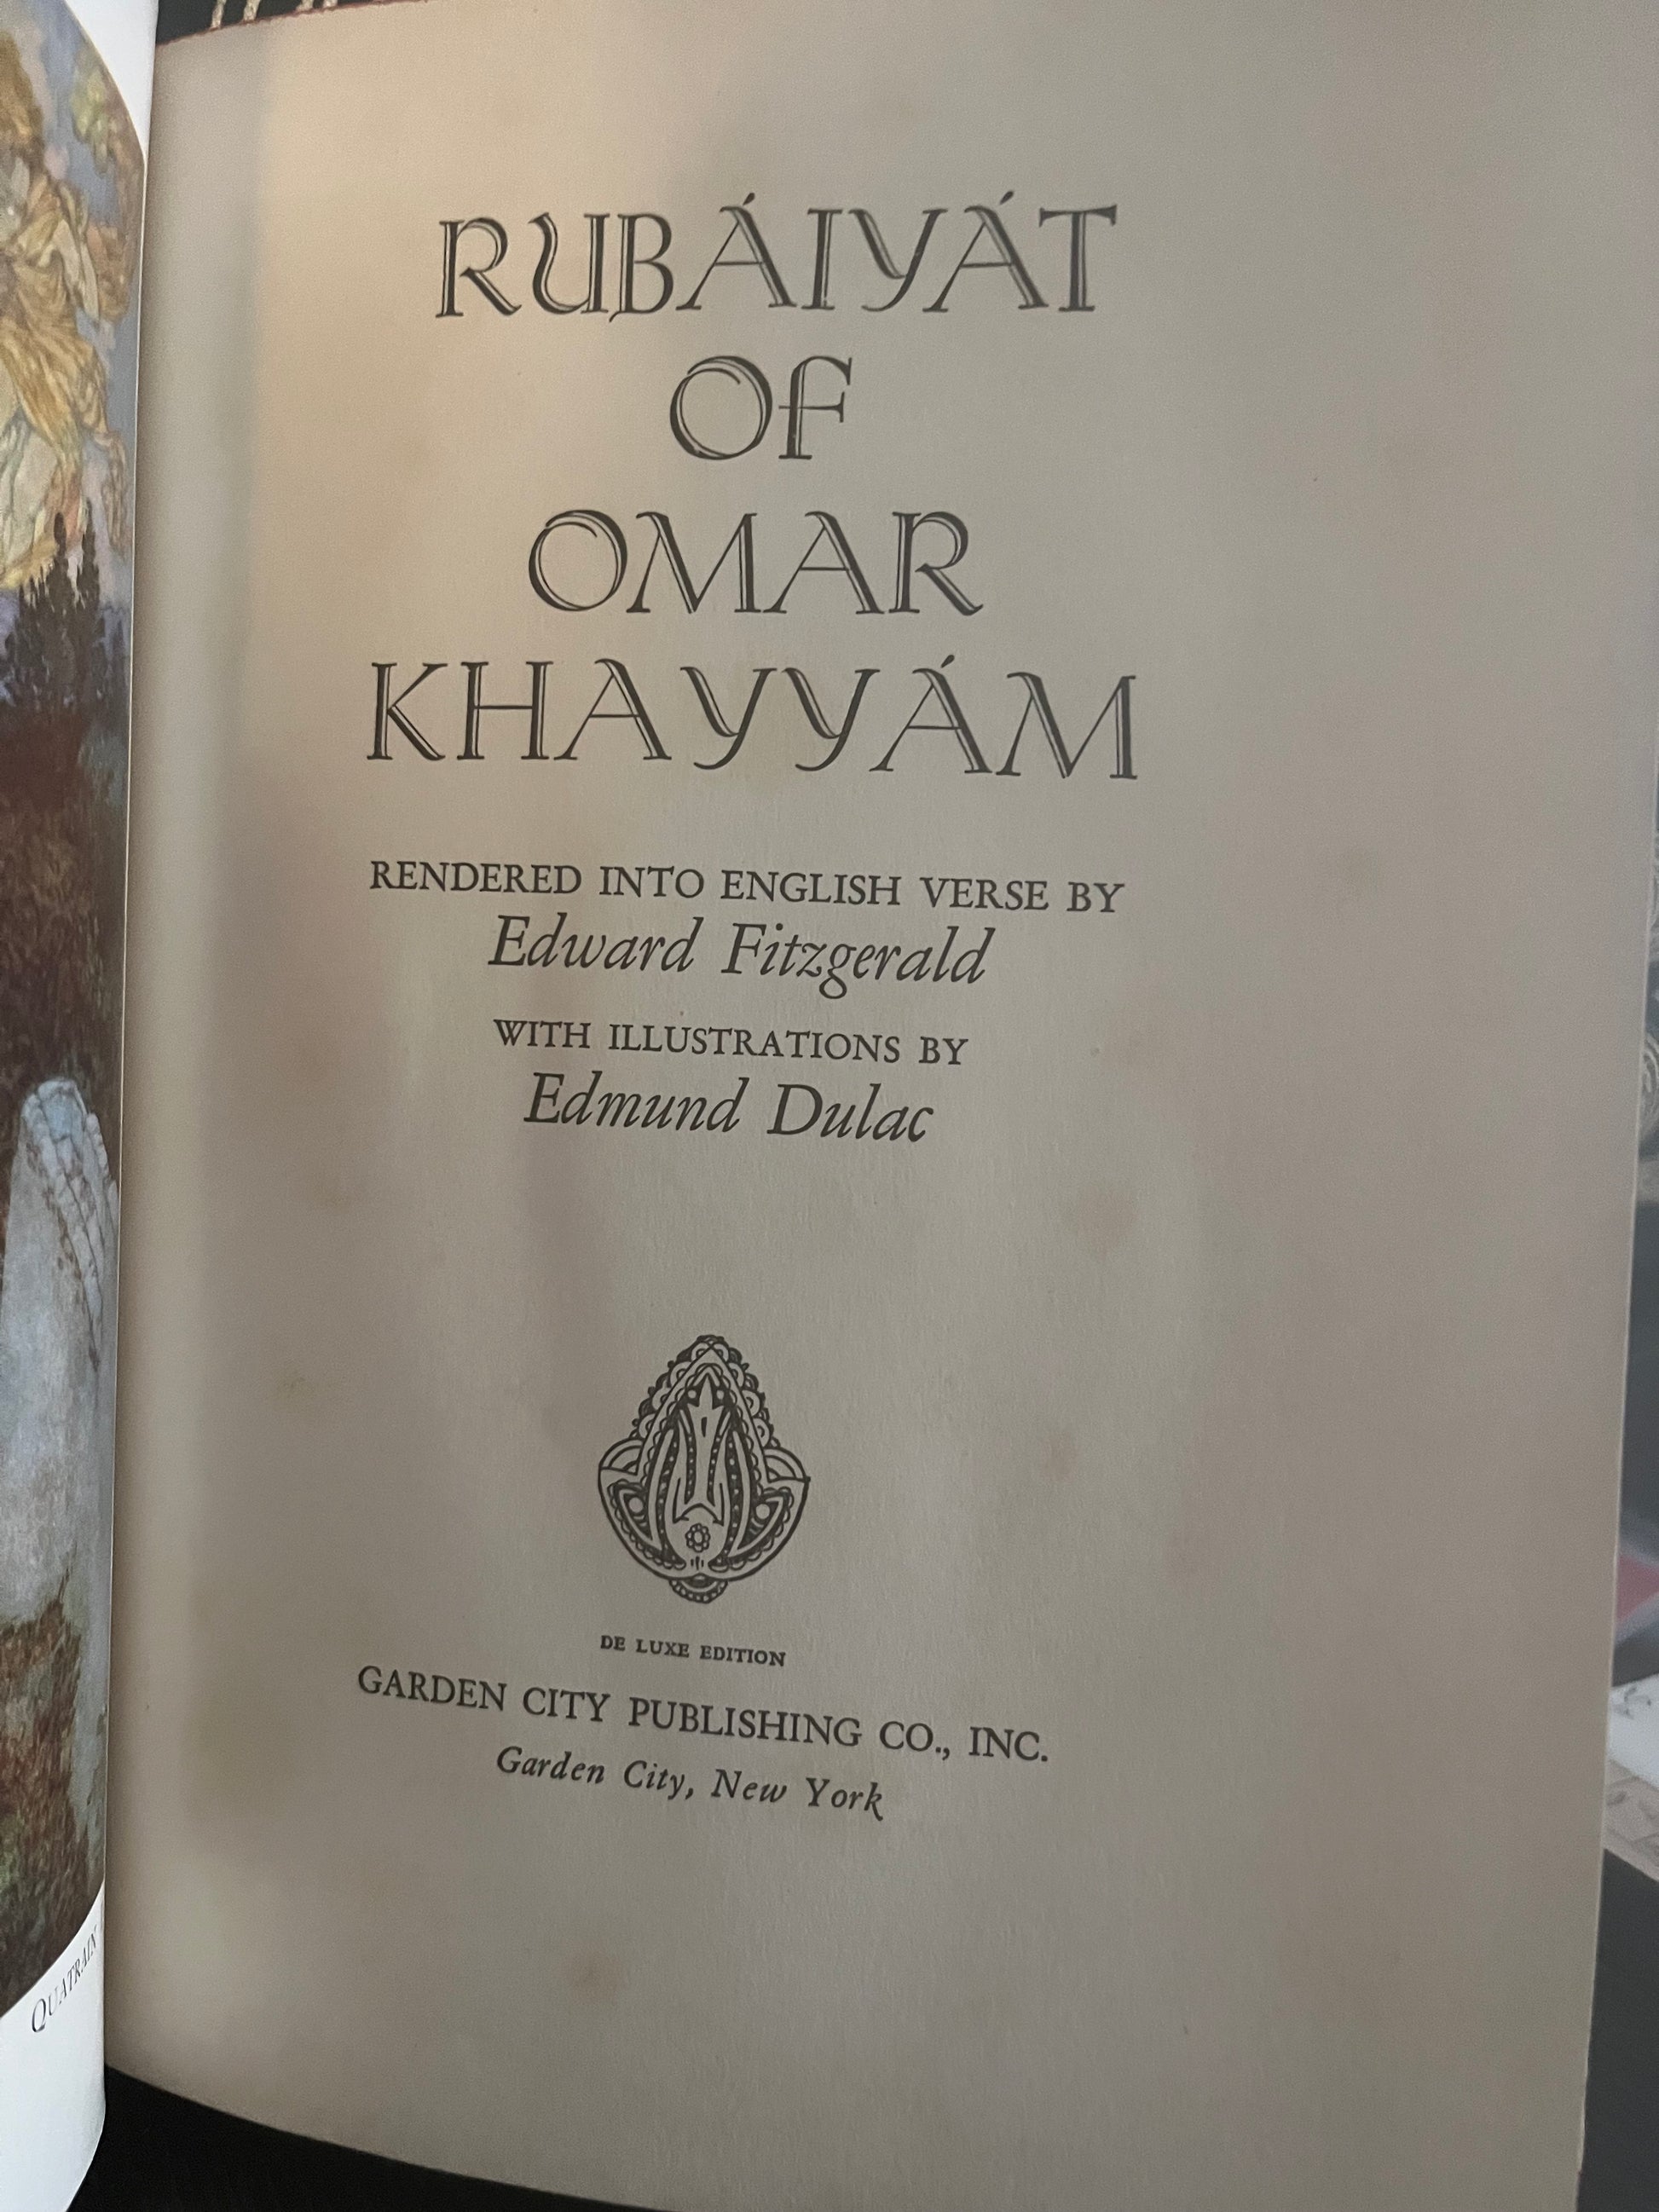 RUBÁIYÁT
OF
OMAR
KHAYYÁM
RENDERED INTO ENGLISH VERSE BY
Edward Fitzgerald
WITH ILLUSTRATIONS BY
Edmund Dulac
DE LUXE EDITION
GARDEN CITY PUBLISHING CO., INC.
Garden City, New York
QUATRAIN